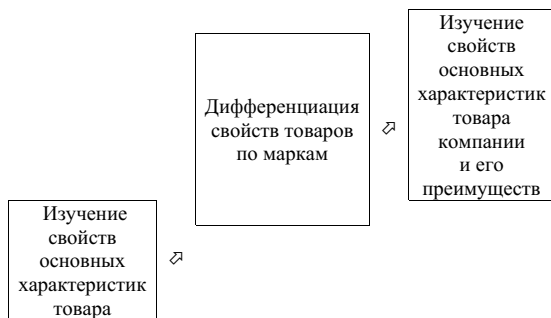 Изучение
свойств
основных
характеристик
товара
Дифференциация
свойств товаров
по маркам
Изучение
свойств
основных
характеристик
товара
компании
и его
преимуществ